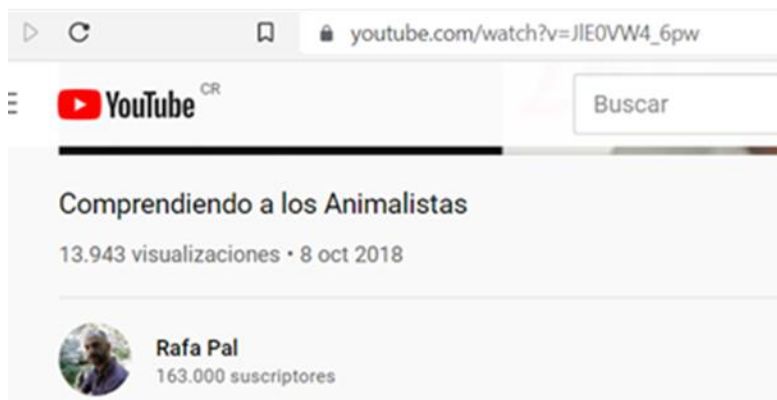 youtube.com/watch?v=JlE0VW4_6pw
YouTube CR
Buscar
Comprendiendo a los Animalistas
13.943 visualizaciones • 8 oct 2018
Rafa Pal
163.000 suscriptores